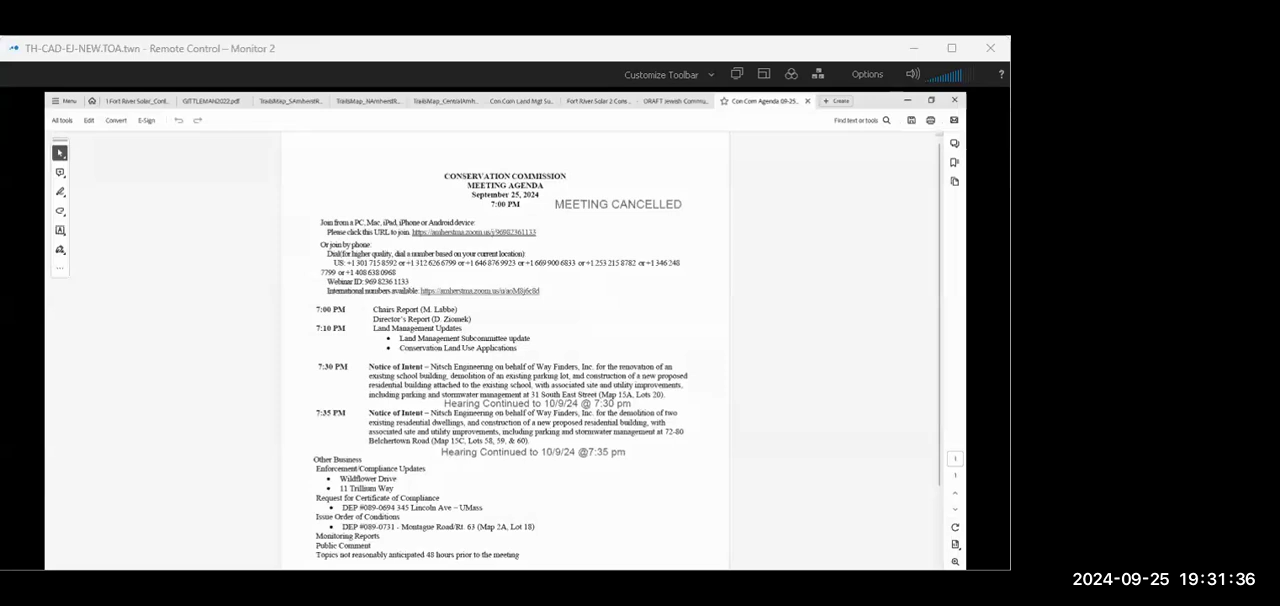 TH-CAD-EJ-NEW.TOA.twn - Remote Control – Monitor 2
Customize Toolbar
Options
?
Menu
1 Fort River Solar_Conf...
GITTLEMAN2022.pdf
TrailsMap_SAmherstR...
TrailsMap_NAmherstR...
TrailsMap_CentralAmh...
Con Com Land Mgt Su...
Fort River Solar 2 Cons...
DRAFT Jewish Commu...
Con Com Agenda 09-25...
+ Create
All tools
Edit
Convert
E-Sign
Find text or tools
CONSERVATION COMMISSION
MEETING AGENDA
September 25, 2024
7:00 PM
MEETING CANCELLED
Join from a PC, Mac, iPad, iPhone or Android device:
Please click this URL to join. https://amherstma.zoom.us/j/96982361133
Or join by phone:
Dial(for higher quality, dial a number based on your current location)
US: +1 301 715 8592 or +1 312 626 6799 or +1 646 876 9923 or +1 669 900 6833 or +1 253 215 8782 or +1 346 248
7799 or +1 408 638 0968
Webinar ID: 969 8236 1133
International numbers available:
7:00 PM Chairs Report (M. Labbe)
Director's Report (D. Ziomek)
7:10 PM Land Management Updates
• Land Management Subcommittee update
• Conservation Land Use Applications
7:30 PM Notice of Intent – Nitsch Engineering on behalf of Way Finders, Inc. for the renovation of an
existing school building, demolition of an existing parking lot, and construction of a new proposed
residential building attached to the existing school, with associated site and utility improvements,
including parking and stormwater management at 31 South East Street (Map 15A, Lots 20).
Hearing Continued to 10/9/24 @ 7:30 pm
7:35 PM Notice of Intent – Nitsch Engineering on behalf of Way Finders, Inc. for the demolition of two
existing residential dwellings, and construction of a new proposed residential building, with
associated site and utility improvements, including parking and stormwater management at 72-80
Belchertown Road (Map 15C, Lots 58, 59, & 60).
Hearing Continued to 10/9/24 @7:35 pm
Other Business
Enforcement/Compliance Updates
• Wildflower Drive
• 11 Trillium Way
Request for Certificate of Compliance
• DEP #089-0694 345 Lincoln Ave – UMass
Issue Order of Conditions
• DEP #089-0731 - Montague Road/Rt. 63 (Map 2A, Lot 18)
Monitoring Reports
Public Comment
Topics not reasonably anticipated 48 hours prior to the meeting
1
1
2024-09-25 19:31:36